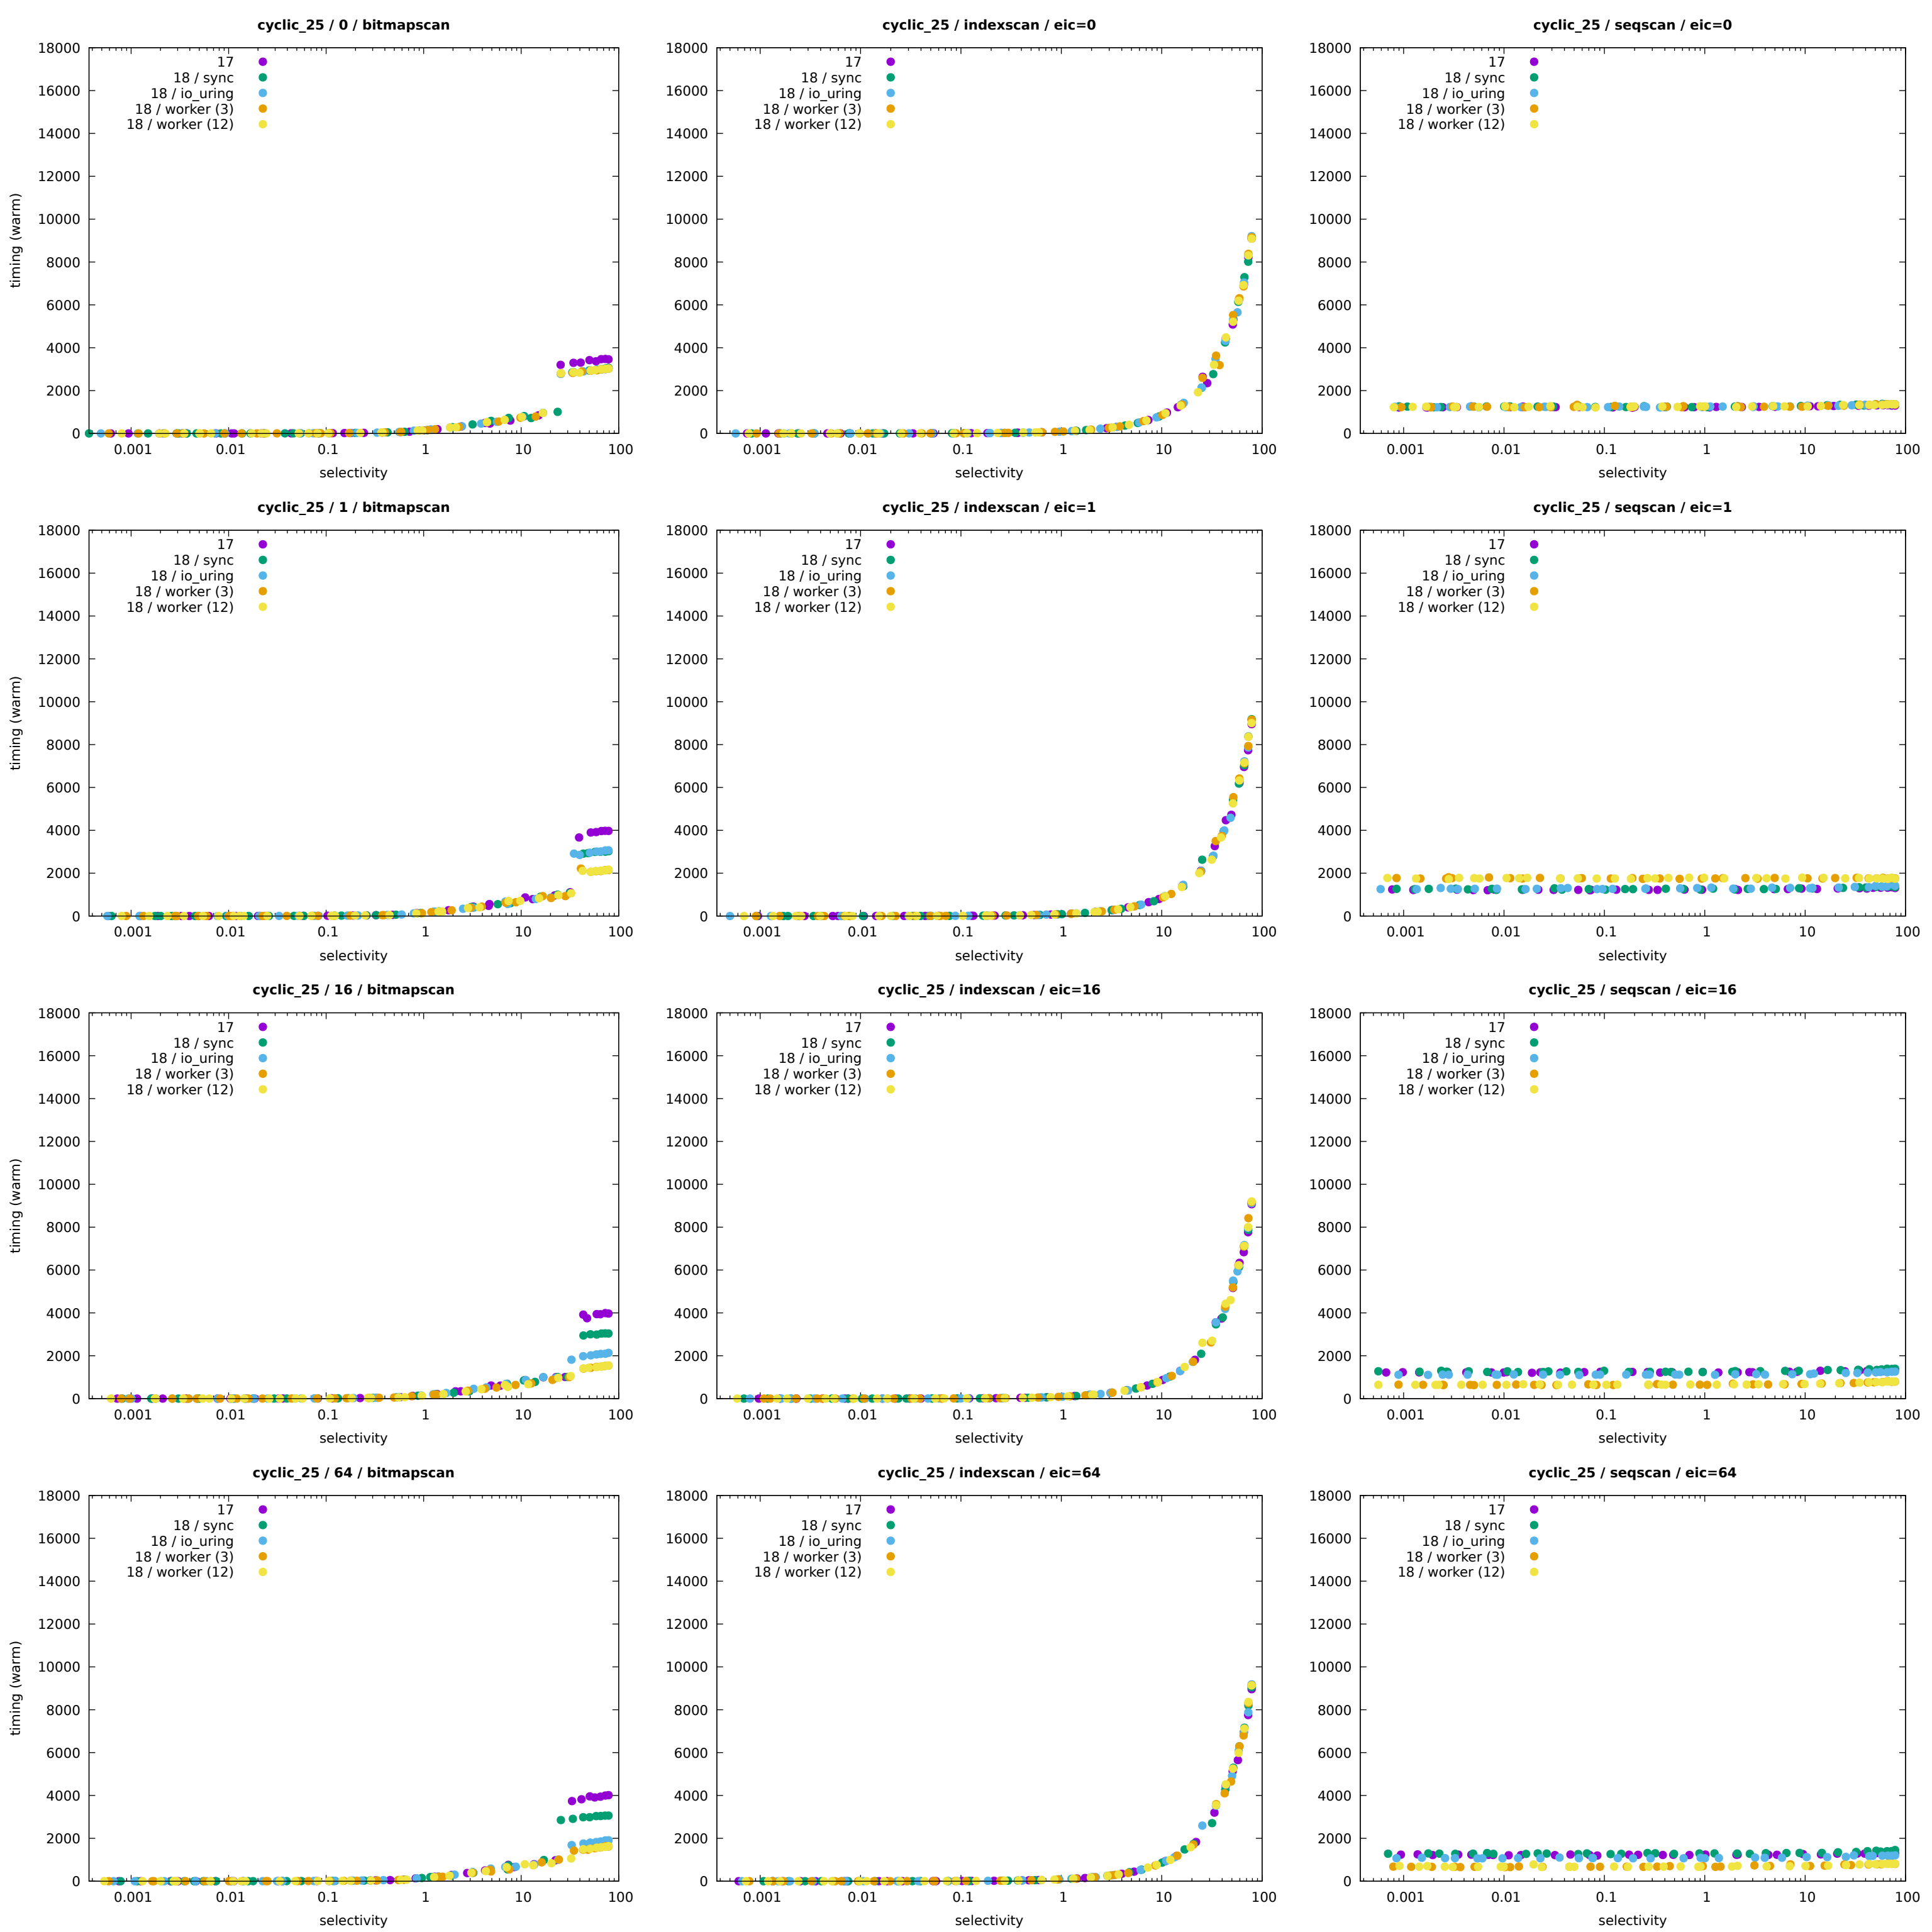 cyclic_25 / 0 / bitmapscan
18000
16000
14000
12000
10000
8000
6000
4000
2000
0
timing (warm)
17
18 / sync
18 / io_uring
18 / worker (3)
18 / worker (12)
0.001 0.01 0.1 1 10 100
selectivity
cyclic_25 / indexscan / eic=0
18000
16000
14000
12000
10000
8000
6000
4000
2000
0
17
18 / sync
18 / io_uring
18 / worker (3)
18 / worker (12)
0.001 0.01 0.1 1 10 100
selectivity
cyclic_25 / seqscan / eic=0
18000
16000
14000
12000
10000
8000
6000
4000
2000
0
17
18 / sync
18 / io_uring
18 / worker (3)
18 / worker (12)
0.001 0.01 0.1 1 10 100
selectivity
cyclic_25 / 1 / bitmapscan
18000
16000
14000
12000
10000
8000
6000
4000
2000
0
timing (warm)
17
18 / sync
18 / io_uring
18 / worker (3)
18 / worker (12)
0.001 0.01 0.1 1 10 100
selectivity
cyclic_25 / indexscan / eic=1
18000
16000
14000
12000
10000
8000
6000
4000
2000
0
17
18 / sync
18 / io_uring
18 / worker (3)
18 / worker (12)
0.001 0.01 0.1 1 10 100
selectivity
cyclic_25 / seqscan / eic=1
18000
16000
14000
12000
10000
8000
6000
4000
2000
0
17
18 / sync
18 / io_uring
18 / worker (3)
18 / worker (12)
0.001 0.01 0.1 1 10 100
selectivity
cyclic_25 / 16 / bitmapscan
18000
16000
14000
12000
10000
8000
6000
4000
2000
0
timing (warm)
17
18 / sync
18 / io_uring
18 / worker (3)
18 / worker (12)
0.001 0.01 0.1 1 10 100
selectivity
cyclic_25 / indexscan / eic=16
18000
16000
14000
12000
10000
8000
6000
4000
2000
0
17
18 / sync
18 / io_uring
18 / worker (3)
18 / worker (12)
0.001 0.01 0.1 1 10 100
selectivity
cyclic_25 / seqscan / eic=16
18000
16000
14000
12000
10000
8000
6000
4000
2000
0
17
18 / sync
18 / io_uring
18 / worker (3)
18 / worker (12)
0.001 0.01 0.1 1 10 100
selectivity
cyclic_25 / 64 / bitmapscan
18000
16000
14000
12000
10000
8000
6000
4000
2000
0
timing (warm)
17
18 / sync
18 / io_uring
18 / worker (3)
18 / worker (12)
0.001 0.01 0.1 1 10 100
selectivity
cyclic_25 / indexscan / eic=64
18000
16000
14000
12000
10000
8000
6000
4000
2000
0
17
18 / sync
18 / io_uring
18 / worker (3)
18 / worker (12)
0.001 0.01 0.1 1 10 100
selectivity
cyclic_25 / seqscan / eic=64
18000
16000
14000
12000
10000
8000
6000
4000
2000
0
17
18 / sync
18 / io_uring
18 / worker (3)
18 / worker (12)
0.001 0.01 0.1 1 10 100
selectivity